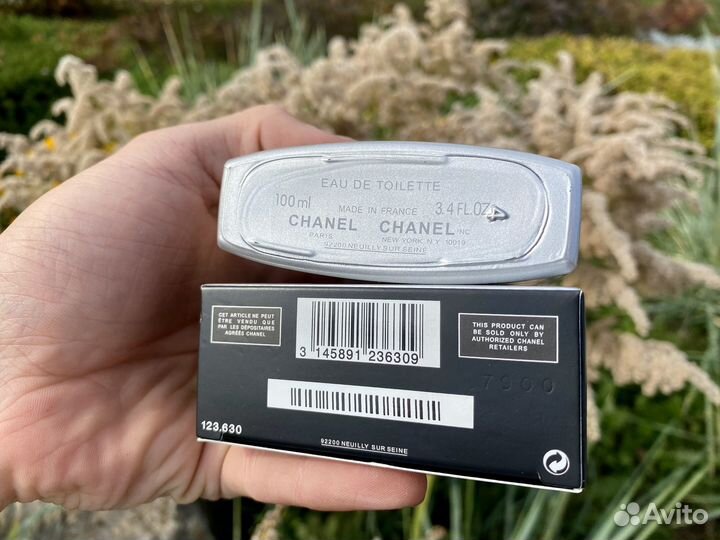 EAU DE TOILETTE
100ml MADE IN FRANCE 3.4 FL.OZ
CHANEL CHANEL INC
PARIS NEW YORK N.Y. 10019
92200 NEUILLY SUR SEINE
CET ARTICLE NE PEUT
ÊTRE VENDU QUE
PAR LES DÉPOSITAIRES
AGRÉÉS CHANEL
3 145891 236309
THIS PRODUCT CAN
BE SOLD ONLY BY
AUTHORIZED CHANEL
RETAILERS
7900
123.630
92200 NEUILLY SUR SEINE
Avito